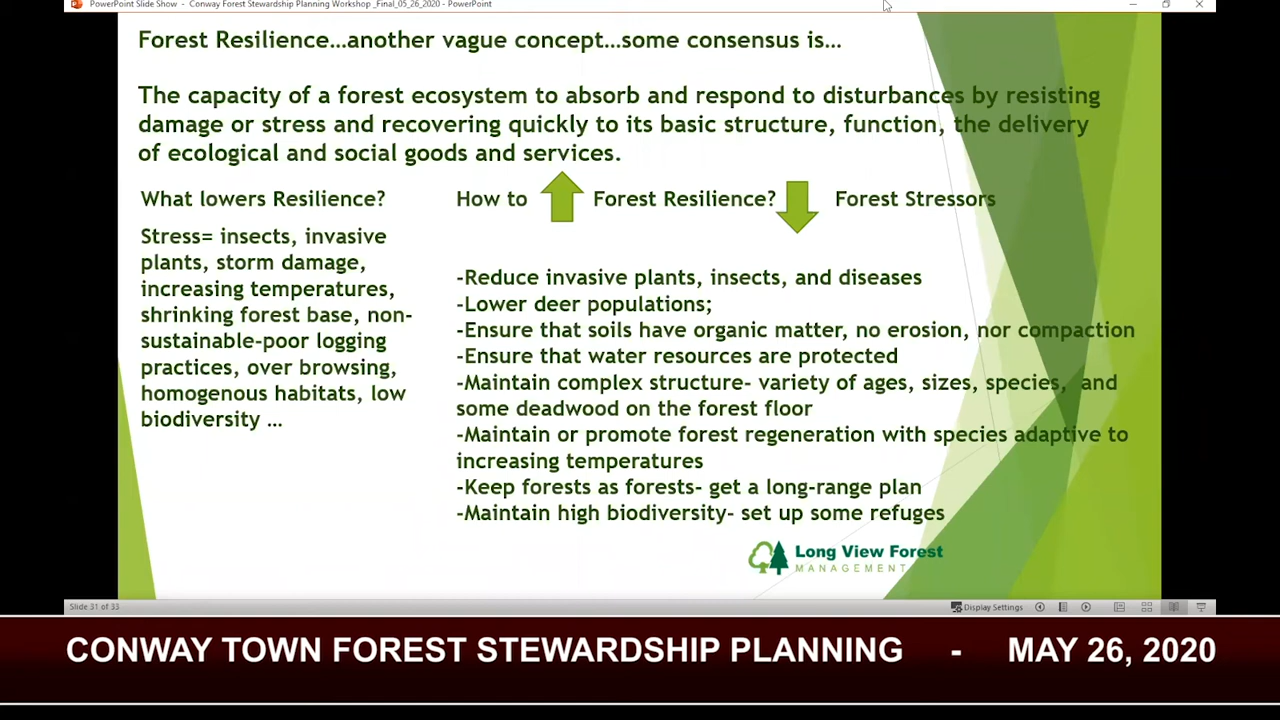 PowerPoint Slide Show - Conway Forest Stewardship Planning Workshop _Final_05_26_2020 - PowerPoint
Forest Resilience…another vague concept…some consensus is…
The capacity of a forest ecosystem to absorb and respond to disturbances by resisting
damage or stress and recovering quickly to its basic structure, function, the delivery
of ecological and social goods and services.
What lowers Resilience?
Stress= insects, invasive
plants, storm damage,
increasing temperatures,
shrinking forest base, non-
sustainable-poor logging
practices, over browsing,
homogenous habitats, low
biodiversity …
How to Forest Resilience? Forest Stressors
-Reduce invasive plants, insects, and diseases
-Lower deer populations;
-Ensure that soils have organic matter, no erosion, nor compaction
-Ensure that water resources are protected
-Maintain complex structure- variety of ages, sizes, species, and
some deadwood on the forest floor
-Maintain or promote forest regeneration with species adaptive to
increasing temperatures
-Keep forests as forests- get a long-range plan
-Maintain high biodiversity- set up some refuges
Long View Forest
MANAGEMENT
Slide 31 of 33
Display Settings
CONWAY TOWN FOREST STEWARDSHIP PLANNING - MAY 26, 2020